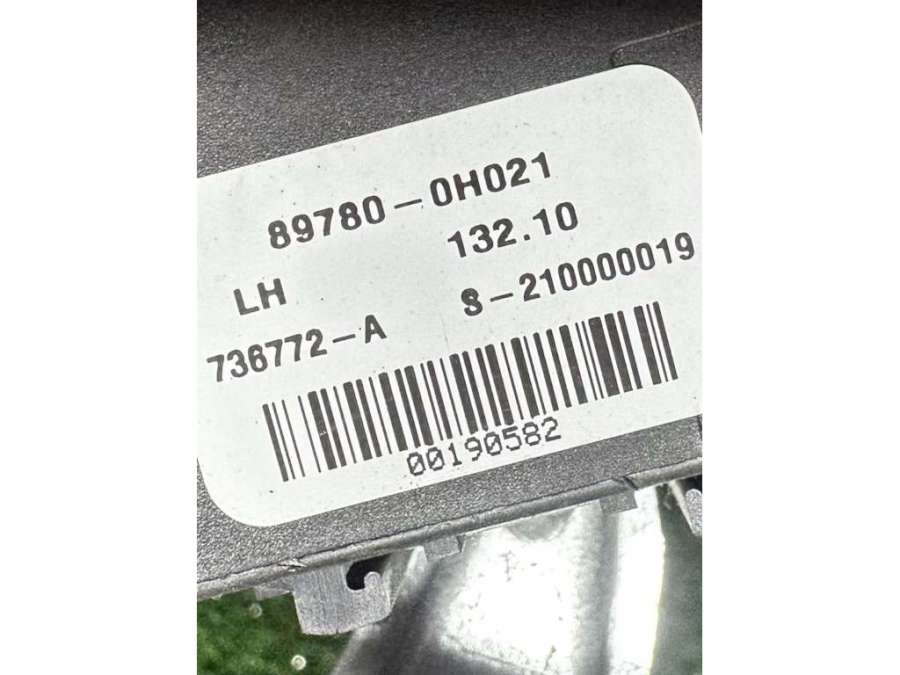 89780-0H021
132.10
LH
S-210000019
736772-A
00190582